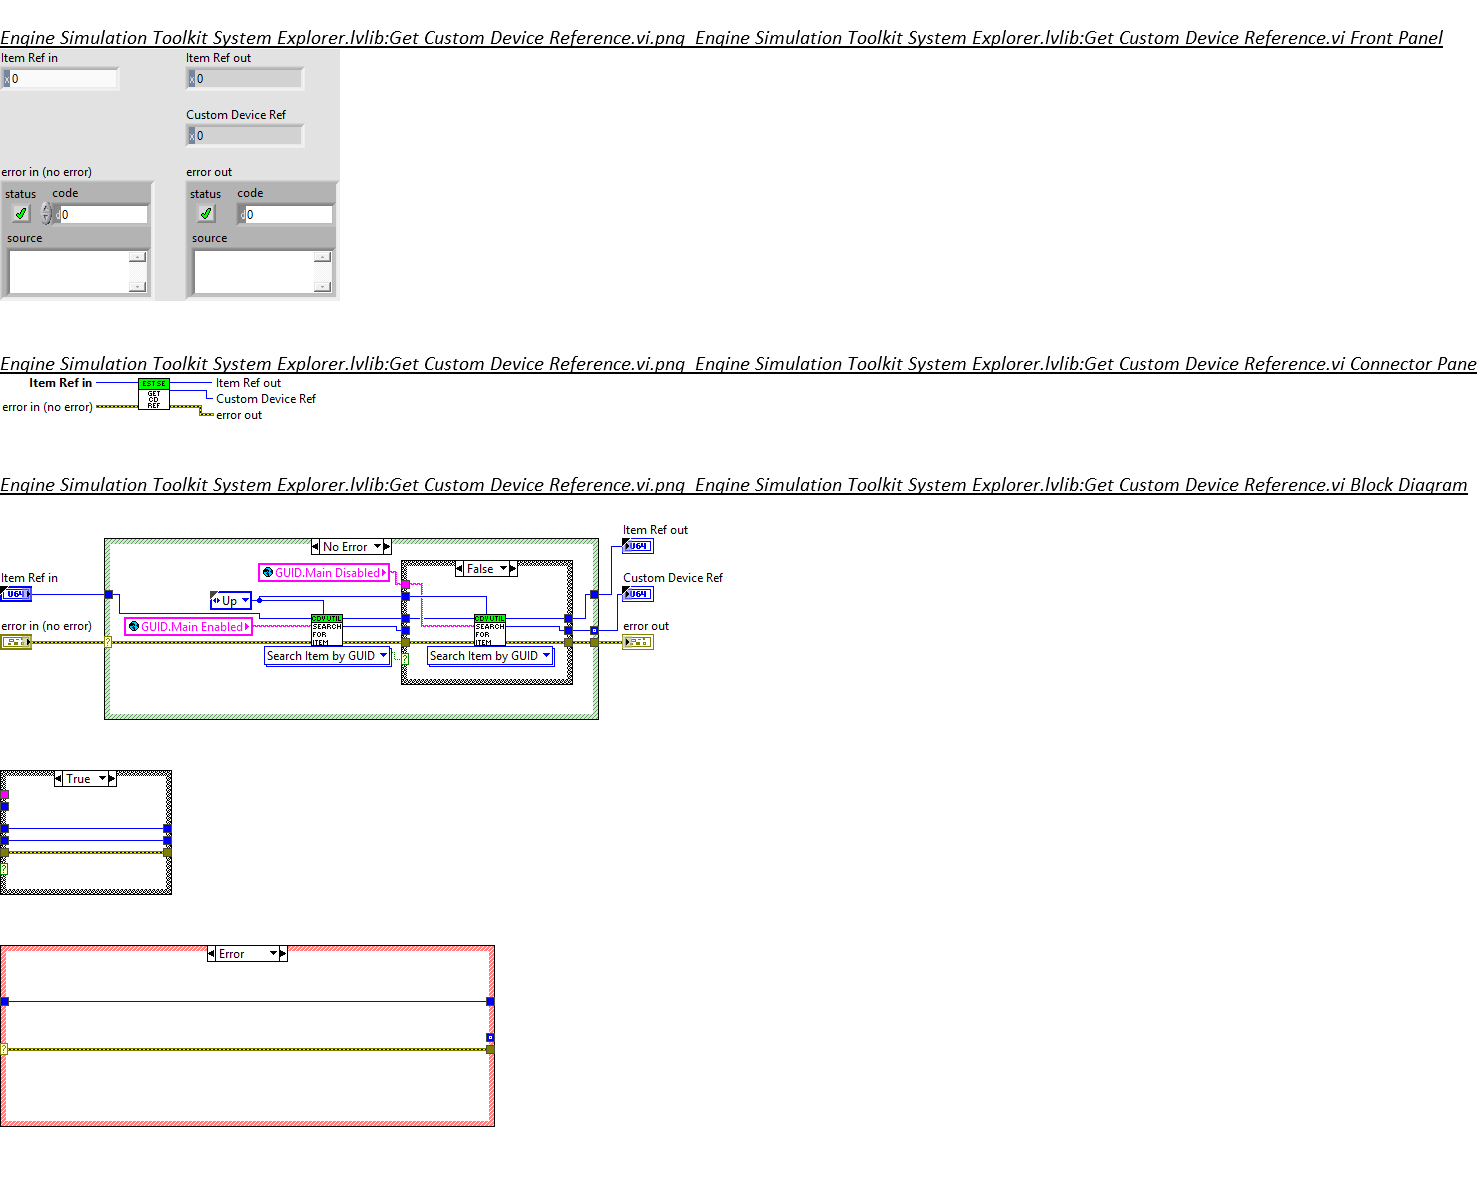 Engine Simulation Toolkit System Explorer.lvlib:Get Custom Device Reference.vi.png Engine Simulation Toolkit System Explorer.lvlib:Get Custom Device Reference.vi Front Panel
Item Ref in Item Ref out
x 0 x 0
Custom Device Ref
x 0
error in (no error) error out
status code status code
d 0 d 0
source source
Engine Simulation Toolkit System Explorer.lvlib:Get Custom Device Reference.vi.png Engine Simulation Toolkit System Explorer.lvlib:Get Custom Device Reference.vi Connector Pane
Item Ref in EST SE Item Ref out
GET
CD
REF
Custom Device Ref
error in (no error) error out
Engine Simulation Toolkit System Explorer.lvlib:Get Custom Device Reference.vi.png Engine Simulation Toolkit System Explorer.lvlib:Get Custom Device Reference.vi Block Diagram
Item Ref out
No Error U64
GUID.Main Disabled False
Item Ref in Custom Device Ref
U64 Up U64
CDV UTIL CDV UTIL
error in (no error) GUID.Main Enabled SEARCH SEARCH error out
FOR FOR
? ITEM ITEM
Search Item by GUID ? Search Item by GUID
True
?
Error
?